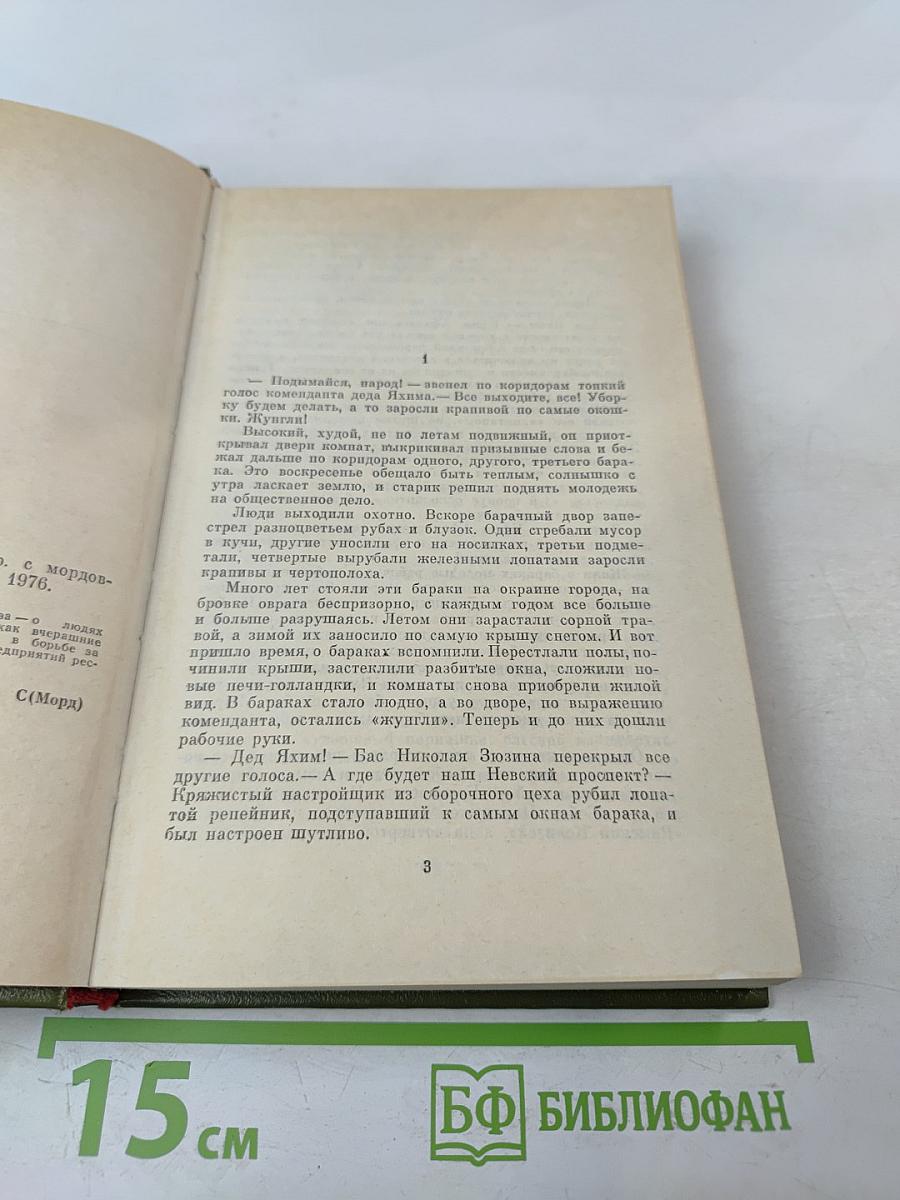 р. с мордов-
1976.
ва — о людях
как вчерашние
в борьбе за
едприятий рес-
С(Морд)
1
— Подымайся, народ! — звенел по коридорам тонкий
голос коменданта деда Яхима.— Все выходите, все! Убор-
ку будем делать, а то заросли крапивой по самые окош-
ки. Жунгли!
Высокий, худой, не по летам подвижный, он приот-
крывал двери комнат, выкрикивал призывные слова и бе-
жал дальше по коридорам одного, другого, третьего бара-
ка. Это воскресенье обещало быть теплым, солнышко с
утра ласкает землю, и старик решил поднять молодежь
на общественное дело.
Люди выходили охотно. Вскоре барачный двор запе-
стрел разноцветьем рубах и блузок. Одни сгребали мусор
в кучи, другие уносили его на носилках, третьи подме-
тали, четвертые вырубали железными лопатами заросли
крапивы и чертополоха.
Много лет стояли эти бараки на окраине города, на
бровке оврага беспризорно, с каждым годом все больше
и больше разрушаясь. Летом они зарастали сорной тра-
вой, а зимой их заносило по самую крышу снегом. И вот
пришло время, о бараках вспомнили. Перестлали полы, по-
чинили крыши, застеклили разбитые окна, сложили но-
вые печи-голландки, и комнаты снова приобрели жилой
вид. В бараках стало людно, а во дворе, по выражению
коменданта, остались «жунгли». Теперь и до них дошли
рабочие руки.
— Дед Яхим! — Бас Николая Зюзина перекрыл все
другие голоса.— А где будет наш Невский проспект? —
Кряжистый настройщик из сборочного цеха рубил лопа-
той репейник, подступавший к самым окнам барака, и
был настроен шутливо.
3
15 см
БФ БИБЛИОФАН